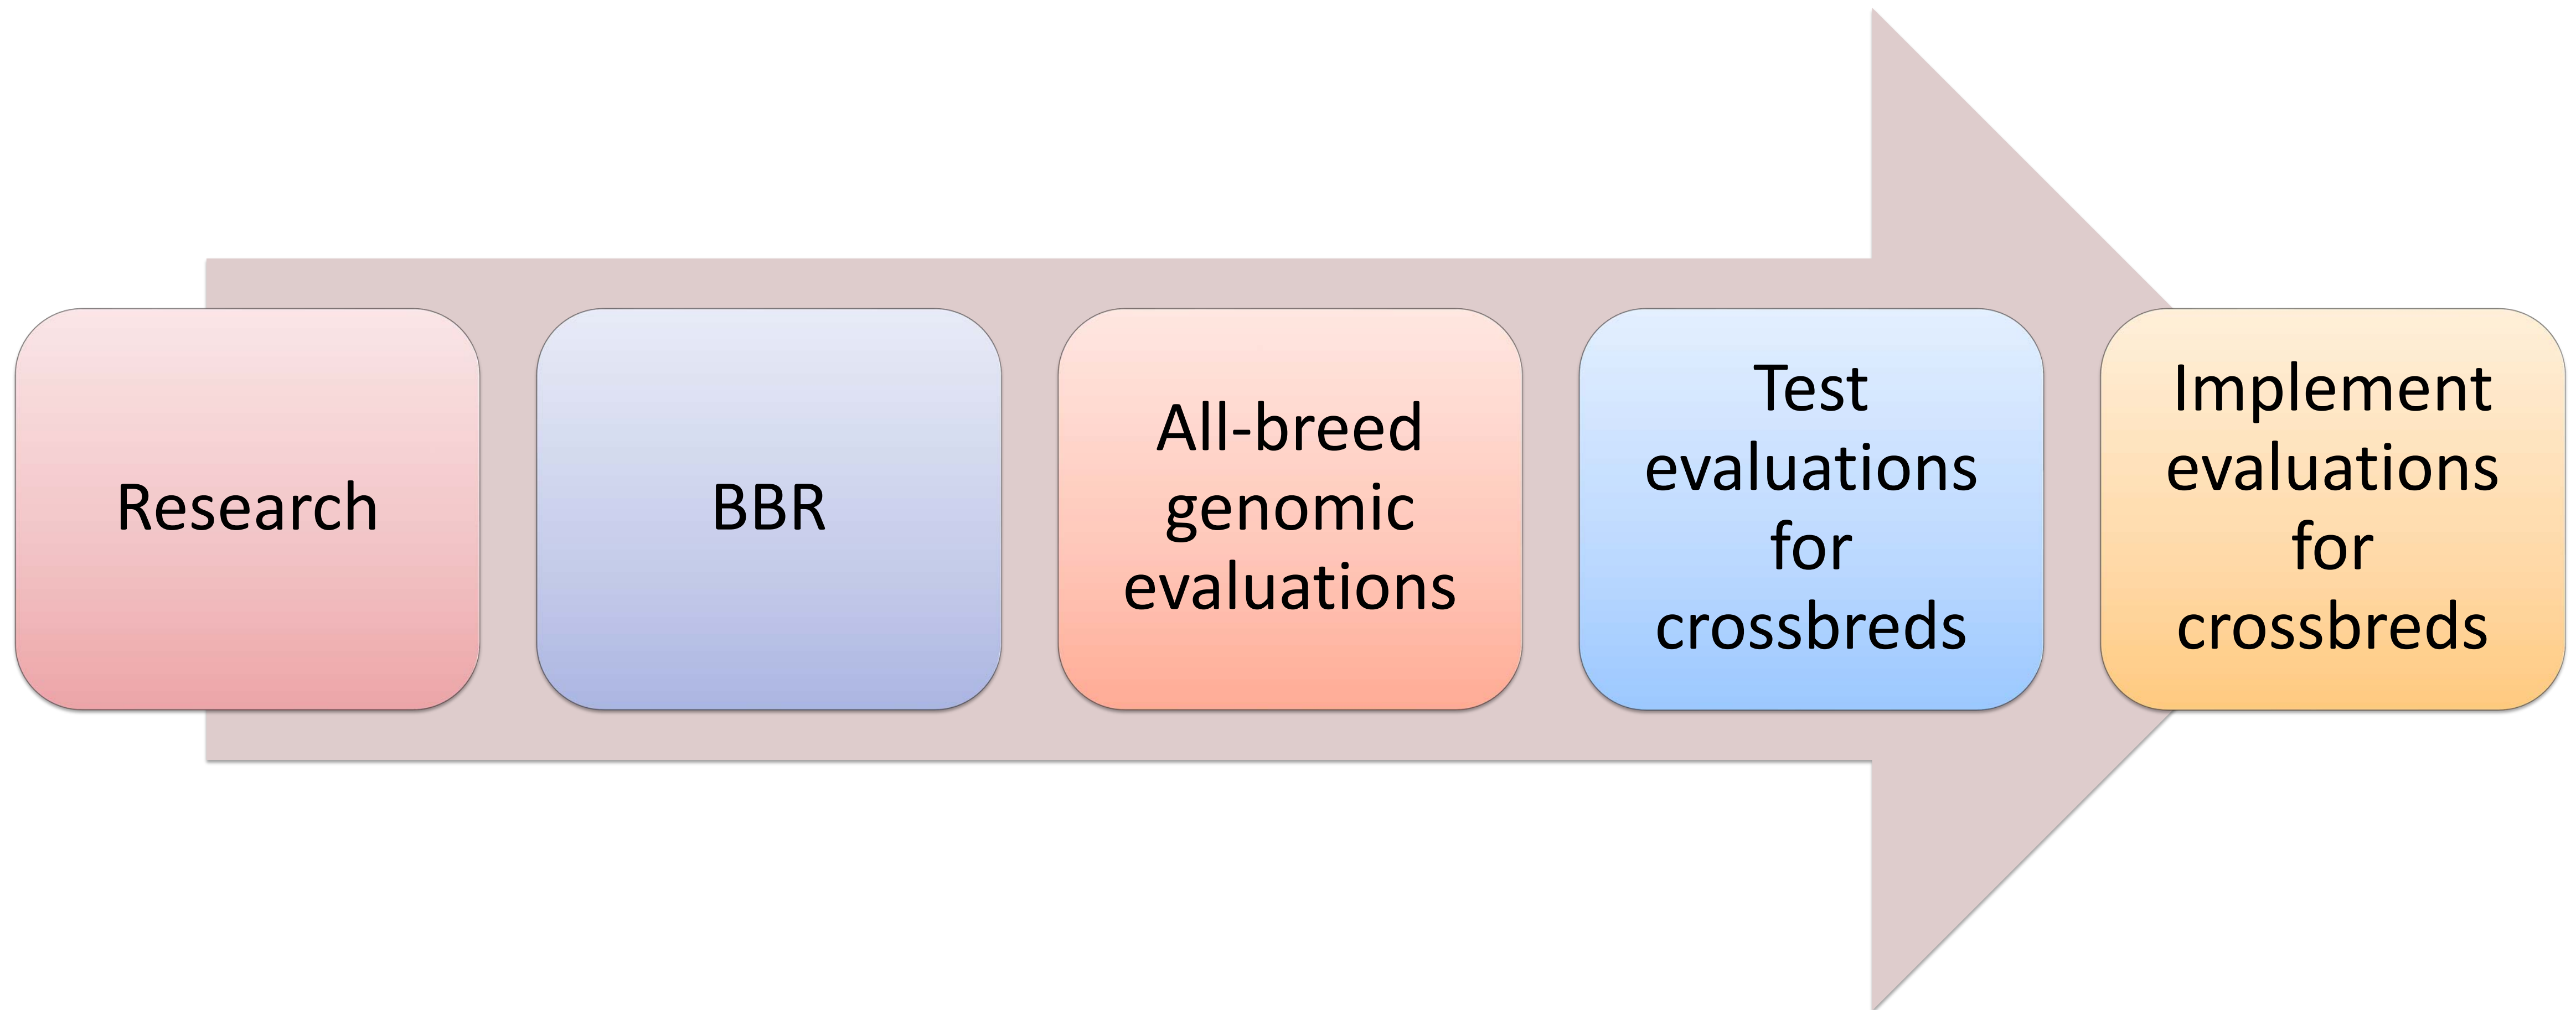 Research
BBR
All-breed
genomic
evaluations
Test
evaluations
for
crossbreds
Implement
evaluations
for
crossbreds